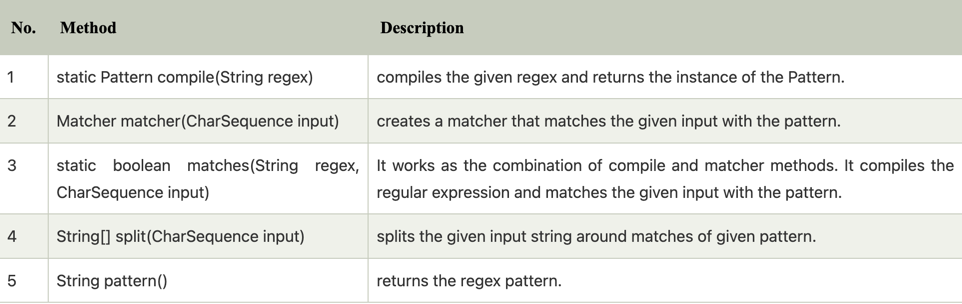 No. Method Description
1 static Pattern compile(String regex) compiles the given regex and returns the instance of the Pattern.
2 Matcher matcher(CharSequence input) creates a matcher that matches the given input with the pattern.
3 static boolean matches(String regex, It works as the combination of compile and matcher methods. It compiles the
CharSequence input) regular expression and matches the given input with the pattern.
4 String[] split(CharSequence input) splits the given input string around matches of given pattern.
5 String pattern() returns the regex pattern.